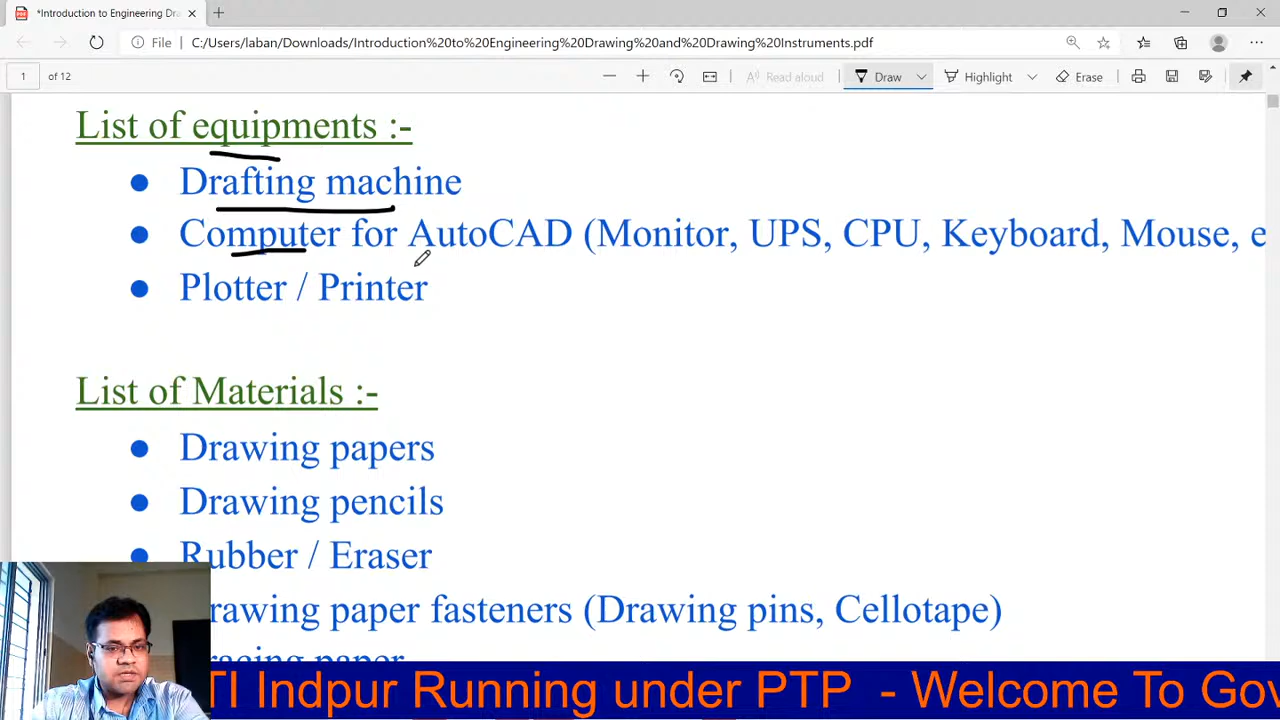 *Introduction to Engineering Dra
File
C:/Users/laban/Downloads/Introduction%20to%20Engineering%20Drawing%20and%20Drawing%20Instruments.pdf
1 of 12
Read aloud
Draw
Highlight
Erase
List of equipments :-
● Drafting machine
● Computer for AutoCAD (Monitor, UPS, CPU, Keyboard, Mouse, e
● Plotter / Printer
List of Materials :-
● Drawing papers
● Drawing pencils
● Rubber / Eraser
rawing paper fasteners (Drawing pins, Cellotape)
racing paper
TI Indpur Running under PTP - Welcome To Gov